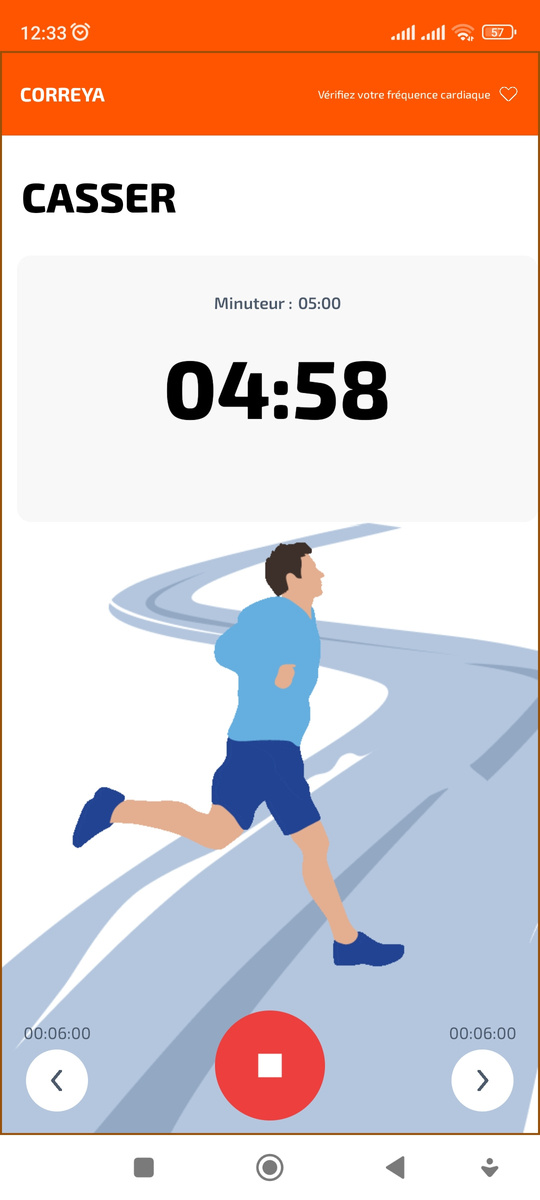 12:33
57
CORREYA
Vérifiez votre fréquence cardiaque
CASSER
Minuteur : 05:00
04:58
00:06:00
00:06:00